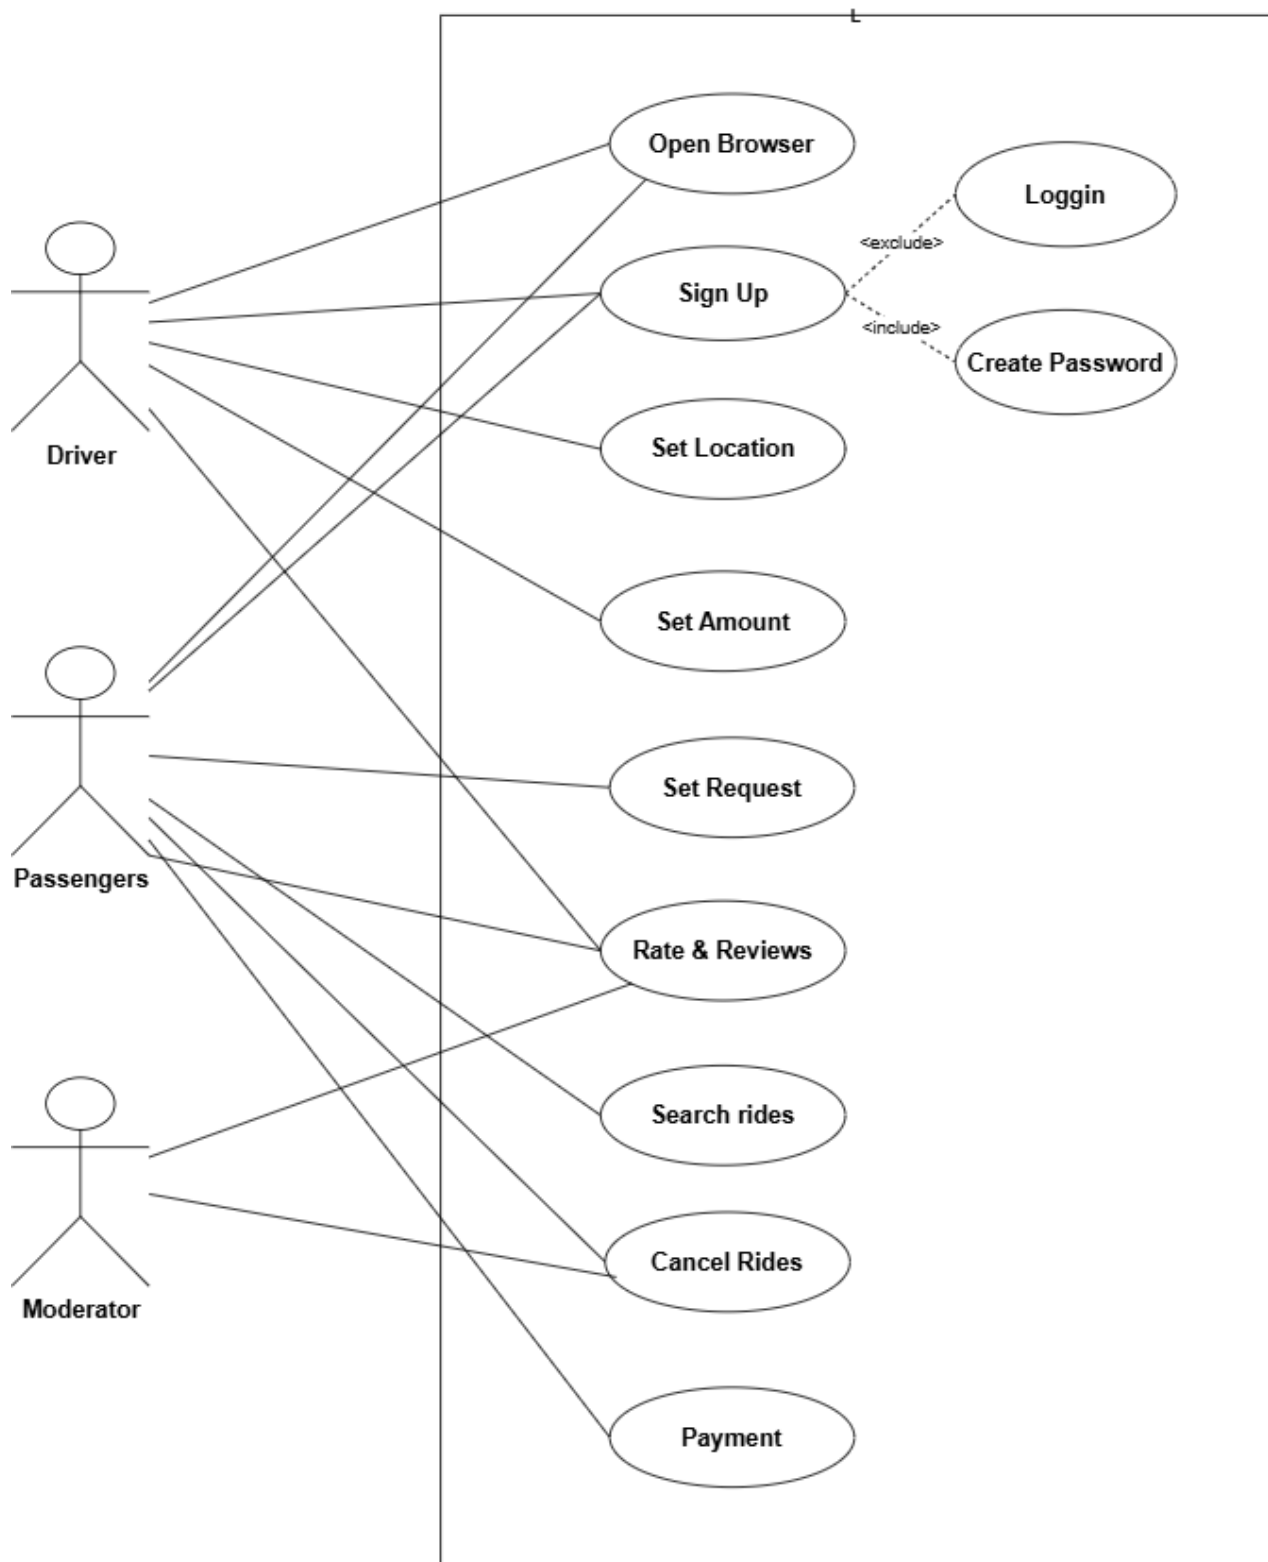 L
Open Browser
Loggin
<exclude>
Sign Up
<include>
Create Password
Set Location
Driver
Set Amount
Set Request
Passengers
Rate & Reviews
Search rides
Cancel Rides
Moderator
Payment